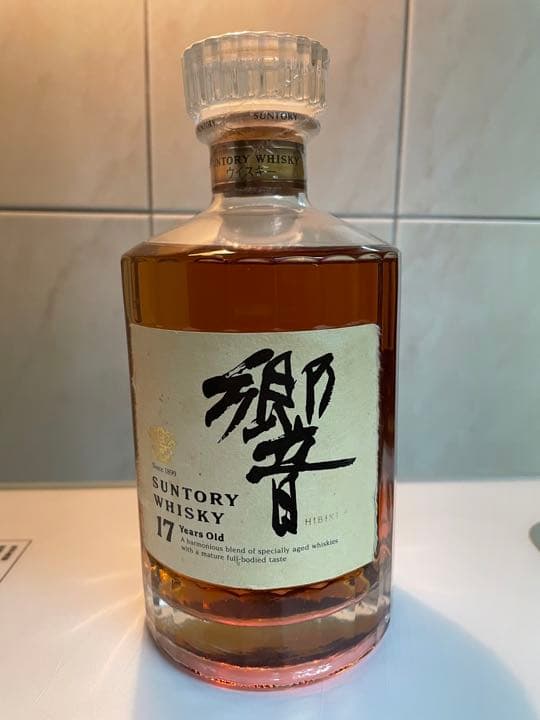 SUNTORY
SUNTORY WHISKY
ウイスキー
響
HIBIKI
Since 1899
SUNTORY
WHISKY
17 Years Old
A harmonious blend of specially aged whiskies
with a mature full-bodied taste